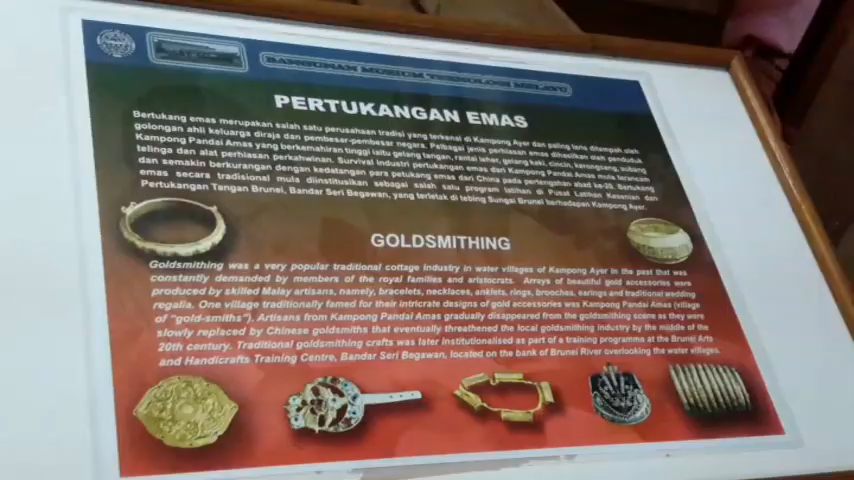 BANGUNAN MUZIUM TEKNOLOGI MELAYU
PERTUKANGAN EMAS
Bertukang emas merupakan salah satu perusahaan tradisi yang terkenal di Kampong Ayer dan paling laris ditempah oleh
golongan ahli keluarga diraja dan pembesar-pembesar negara. Pelbagai jenis perhiasan emas dihasilkan oleh penduduk
Kampong Pandai Amas yang berkemahiran tinggi iaitu gelang tangan, rantai leher, gelang kaki, cincin, kerongsang, subang
telinga dan alat perhiasan perkahwinan. Survival industri pertukangan emas dari Kampong Pandai Amas mula terancam
dan semakin berkurangan dengan kedatangan para petukang emas dari China pada pertengahan abad ke-20. Bertukang
emas secara tradisional mula diinstitusikan sebagai salah satu program latihan di Pusat Latihan Kesenian dan
Pertukangan Tangan Brunei, Bandar Seri Begawan, yang terletak di tebing Sungai Brunei berhadapan Kampong Ayer.
GOLDSMITHING
Goldsmithing was a very popular traditional cottage industry in water villages of Kampong Ayer in the past that was
constantly demanded by members of the royal families and aristocrats. Arrays of beautiful gold accessories were
produced by skilled Malay artisans, namely, bracelets, necklaces, anklets, rings, brooches, earings and traditional wedding
regalia. One village traditionally famed for their intricrate designs of gold accessories was Kampong Pandai Amas (village
of "gold-smiths"). Artisans from Kampong Pandai Amas gradually disappeared from the goldsmithing scene as they were
slowly replaced by Chinese goldsmiths that eventually threathened the local goldsmithing industry by the middle of the
20th century. Traditional goldsmithing crafts was later institutionalised as part of a training programme at the Brunei Arts
and Handicrafts Training Centre, Bandar Seri Begawan, located on the bank of Brunei River overlooking the water villages.